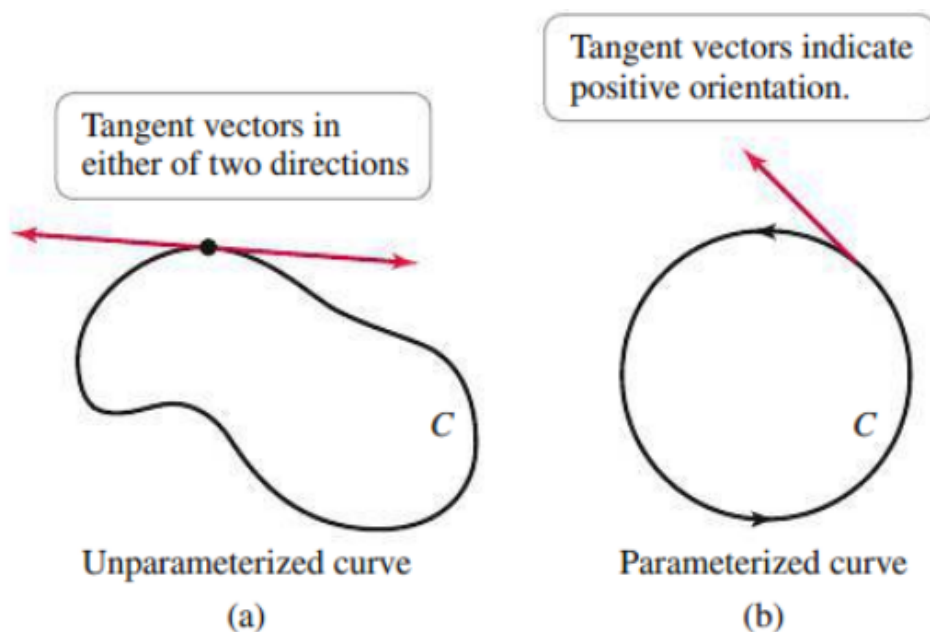 Tangent vectors in
either of two directions
C
Unparameterized curve
(a)
Tangent vectors indicate
positive orientation.
C
Parameterized curve
(b)